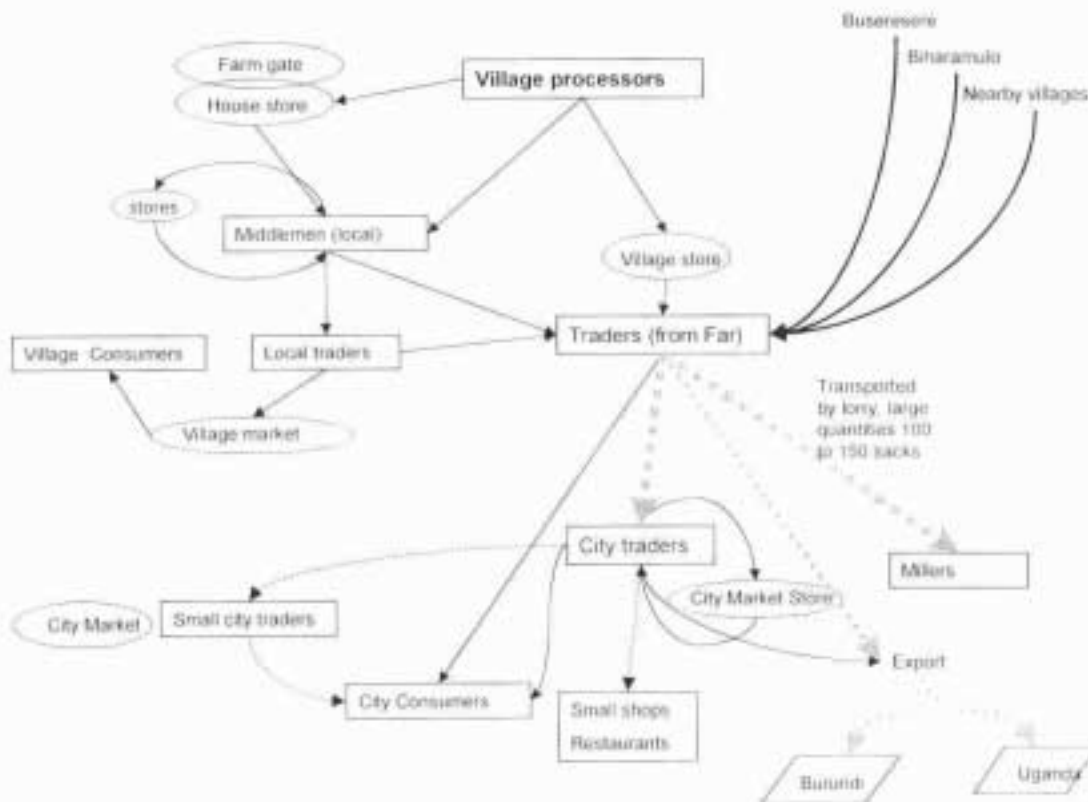 Buseresere
Biharamulo
Nearby villages
Farm gate
House store
Village processors
stores
Middlemen (local)
Village store
Village Consumers
Local traders
Traders (from Far)
Village market
Transported
by lorry, large
quantities 100
to 150 sacks
City traders
Millers
City Market Store
City Market
Small city traders
Export
City Consumers
Small shops
Restaurants
Burundi
Uganda